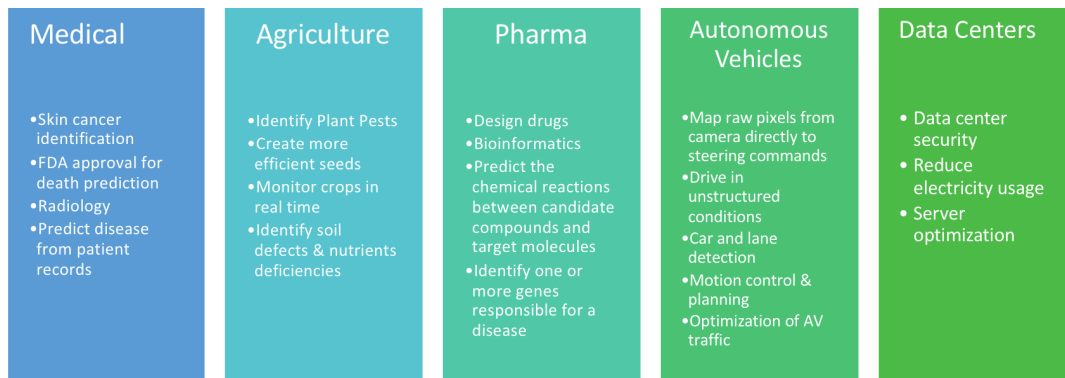 Medical
•Skin cancer
identification
•FDA approval for
death prediction
•Radiology
•Predict disease
from patient
records
Agriculture
•Identify Plant Pests
•Create more
efficient seeds
•Monitor crops in
real time
•Identify soil
defects & nutrients
deficiencies
Pharma
•Design drugs
•Bioinformatics
•Predict the
chemical reactions
between candidate
compounds and
target molecules
•Identify one or
more genes
responsible for a
disease
Autonomous
Vehicles
•Map raw pixels from
camera directly to
steering commands
•Drive in
unstructured
conditions
•Car and lane
detection
•Motion control &
planning
•Optimization of AV
traffic
Data Centers
• Data center
security
• Reduce
electricity usage
• Server
optimization